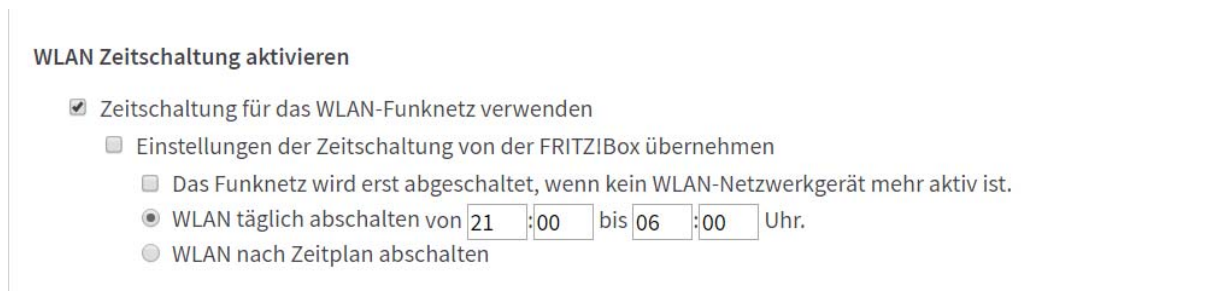 WLAN Zeitschaltung aktivieren
Zeitschaltung für das WLAN-Funknetz verwenden
Einstellungen der Zeitschaltung von der FRITZ!Box übernehmen
Das Funknetz wird erst abgeschaltet, wenn kein WLAN-Netzwerkgerät mehr aktiv ist.
WLAN täglich abschalten von 21 :00 bis 06 :00 Uhr.
WLAN nach Zeitplan abschalten